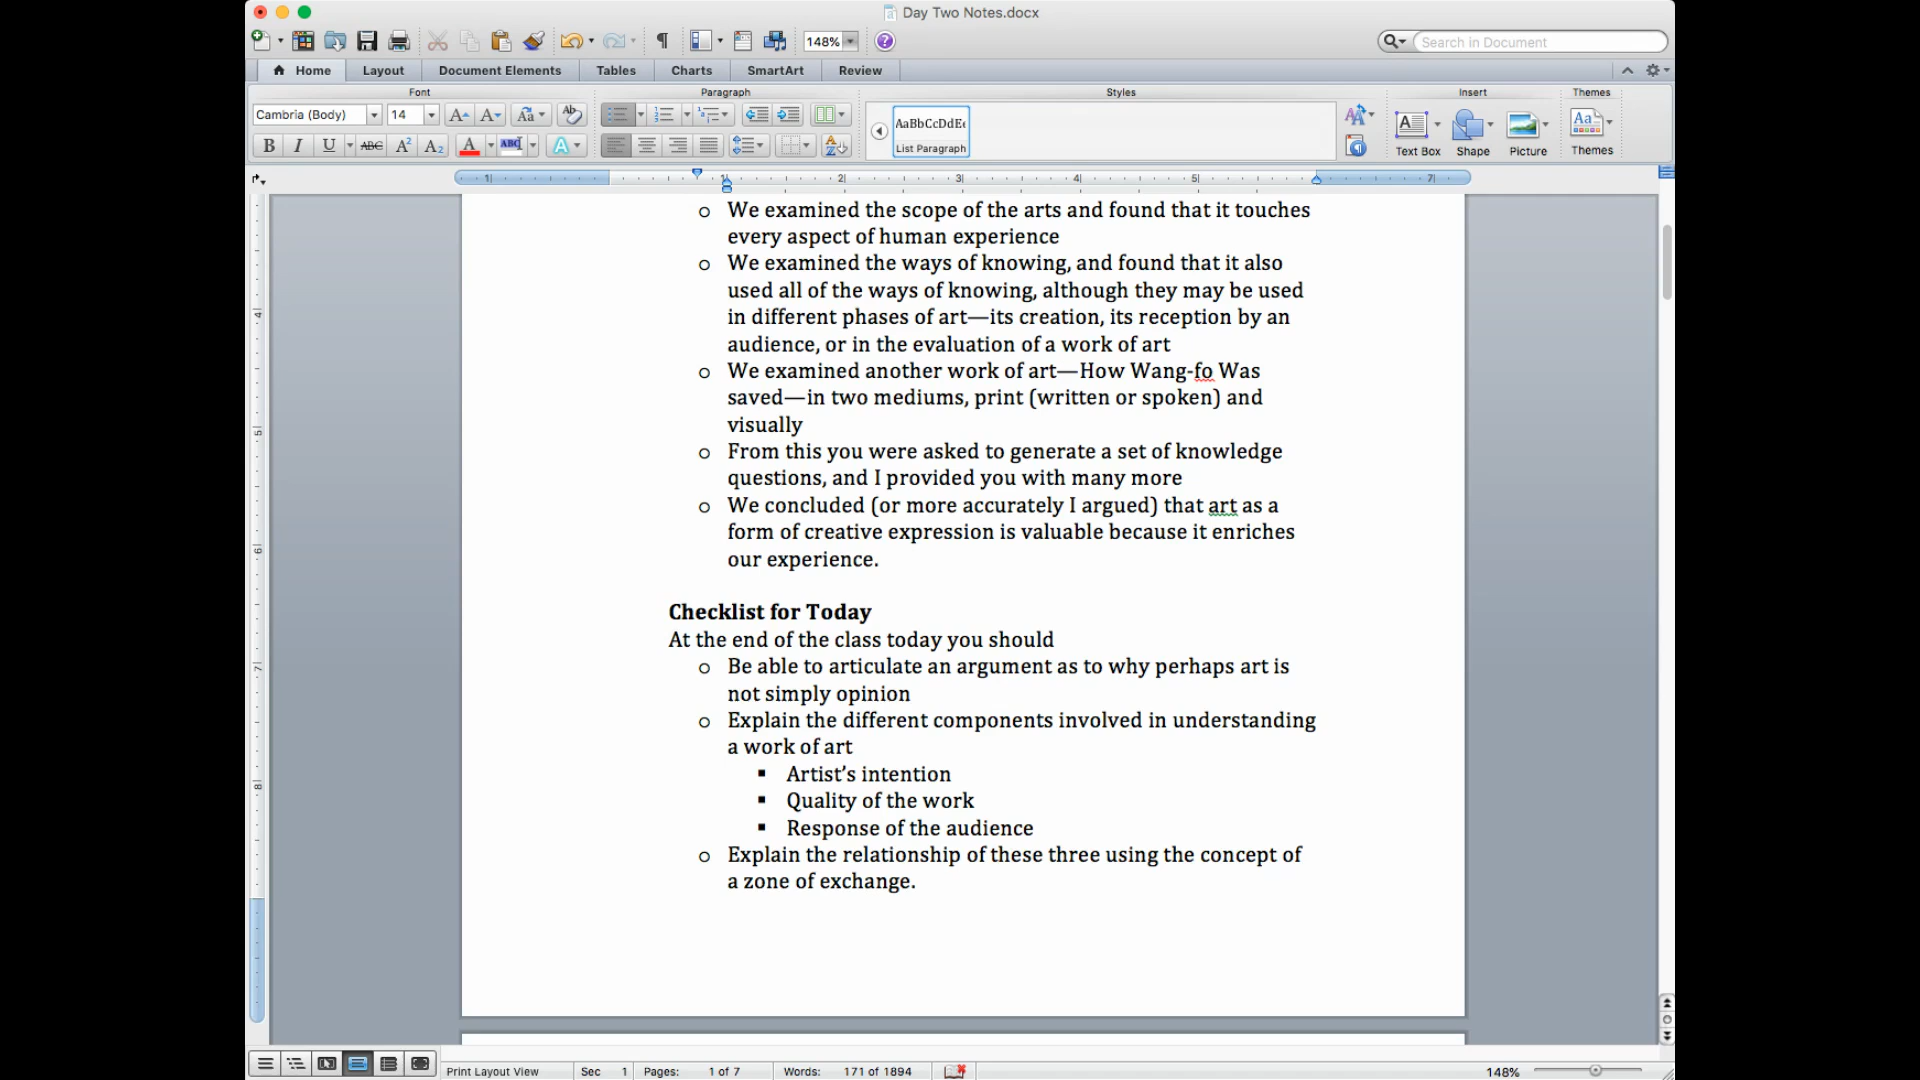 Day Two Notes.docx
148%
Search in Document
Home
Layout
Document Elements
Tables
Charts
SmartArt
Review
Font
Paragraph
Styles
Insert
Themes
Cambria (Body)
14
AaBbCcDdEe
List Paragraph
Text Box
Shape
Picture
Themes
B I U ABC A² A₂ A ABC A
We examined the scope of the arts and found that it touches
every aspect of human experience
We examined the ways of knowing, and found that it also
used all of the ways of knowing, although they may be used
in different phases of art—its creation, its reception by an
audience, or in the evaluation of a work of art
We examined another work of art—How Wang-fo Was
saved—in two mediums, print (written or spoken) and
visually
From this you were asked to generate a set of knowledge
questions, and I provided you with many more
We concluded (or more accurately I argued) that art as a
form of creative expression is valuable because it enriches
our experience.
Checklist for Today
At the end of the class today you should
Be able to articulate an argument as to why perhaps art is
not simply opinion
Explain the different components involved in understanding
a work of art
Artist’s intention
Quality of the work
Response of the audience
Explain the relationship of these three using the concept of
a zone of exchange.
Print Layout View
Sec 1
Pages: 1 of 7
Words: 171 of 1894
148%